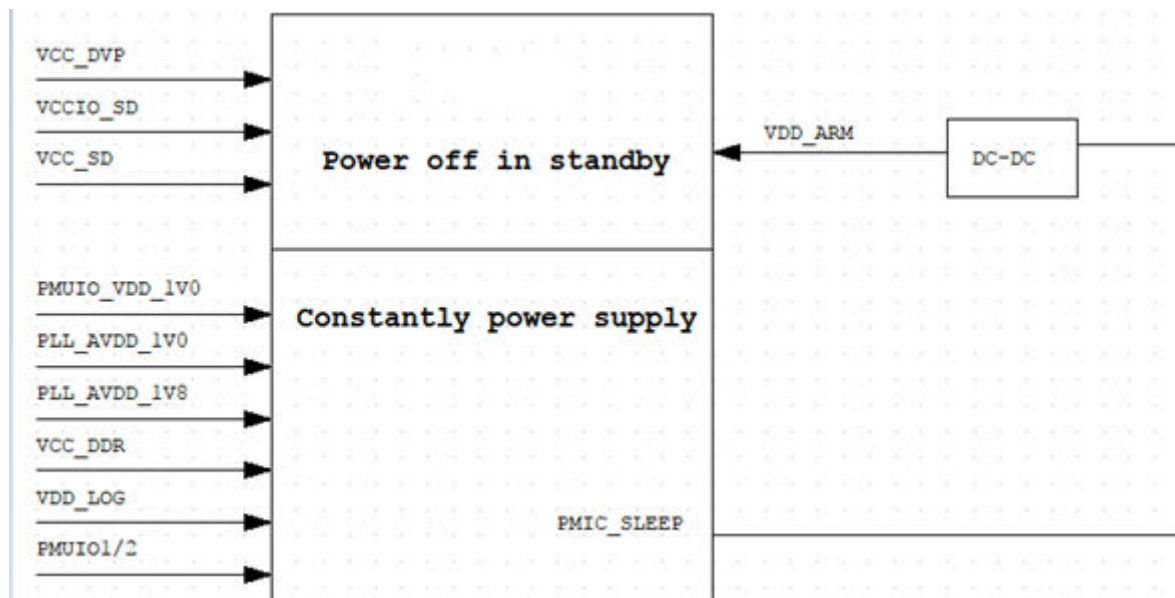 VCC_DVP
VCCIO_SD
VCC_SD
Power off in standby
VDD_ARM
DC-DC
PMUIO_VDD_1V0
PLL_AVDD_1V0
PLL_AVDD_1V8
VCC_DDR
VDD_LOG
PMUIO1/2
Constantly power supply
PMIC_SLEEP